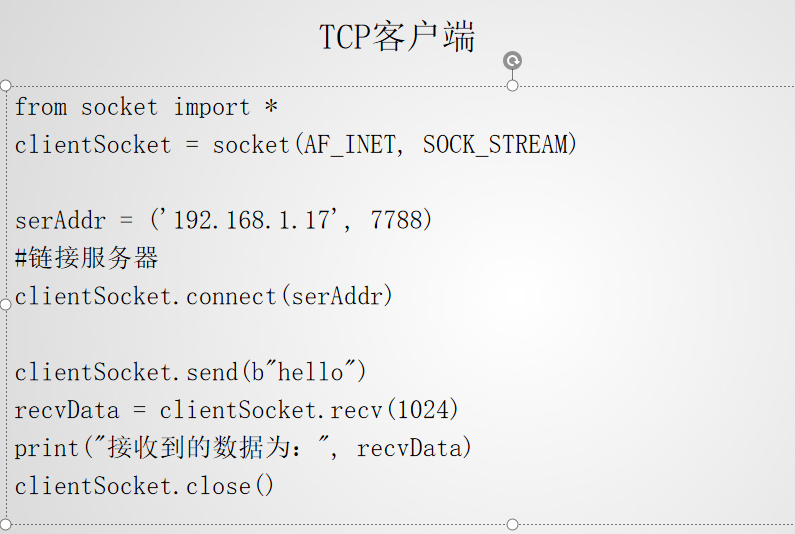 TCP客户端
from socket import *
clientSocket = socket(AF_INET, SOCK_STREAM)
serAddr = ('192.168.1.17', 7788)
#链接服务器
clientSocket.connect(serAddr)
clientSocket.send(b"hello")
recvData = clientSocket.recv(1024)
print("接收到的数据为：", recvData)
clientSocket.close()